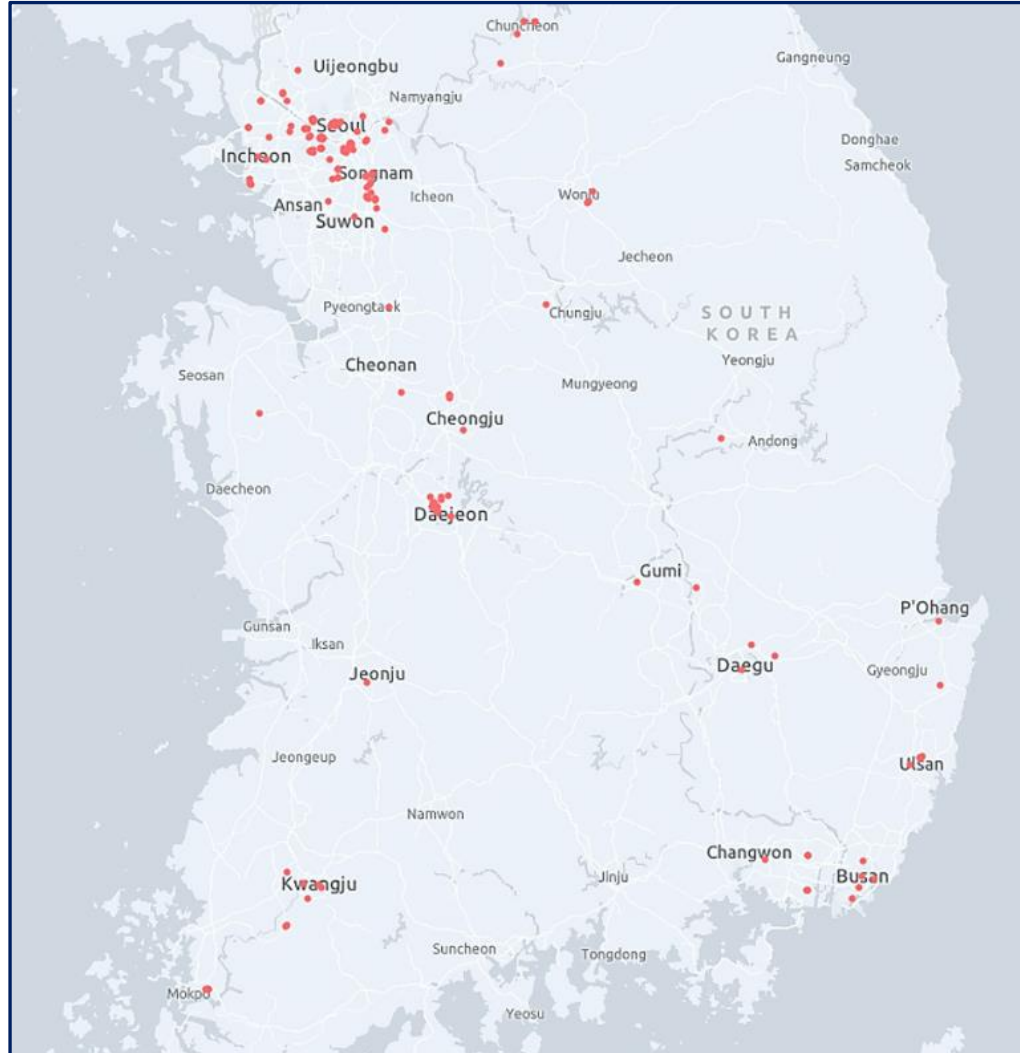 Chuncheon
Gangneung
Uijeongbu
Namyangju
Seoul
Donghae
Incheon
Samcheok
Songnam
Icheon
Wonju
Ansan
Suwon
Jecheon
Pyeongtaek
Chungju
SOUTH
KOREA
Yeongju
Cheonan
Seosan
Mungyeong
Cheongju
Andong
Daecheon
Daejeon
Gumi
P'Ohang
Gunsan
Iksan
Daegu
Gyeongju
Jeonju
Jeongeup
Ulsan
Namwon
Changwon
Busan
Jinju
Kwangju
Suncheon
Tongdong
Mokpo
Yeosu